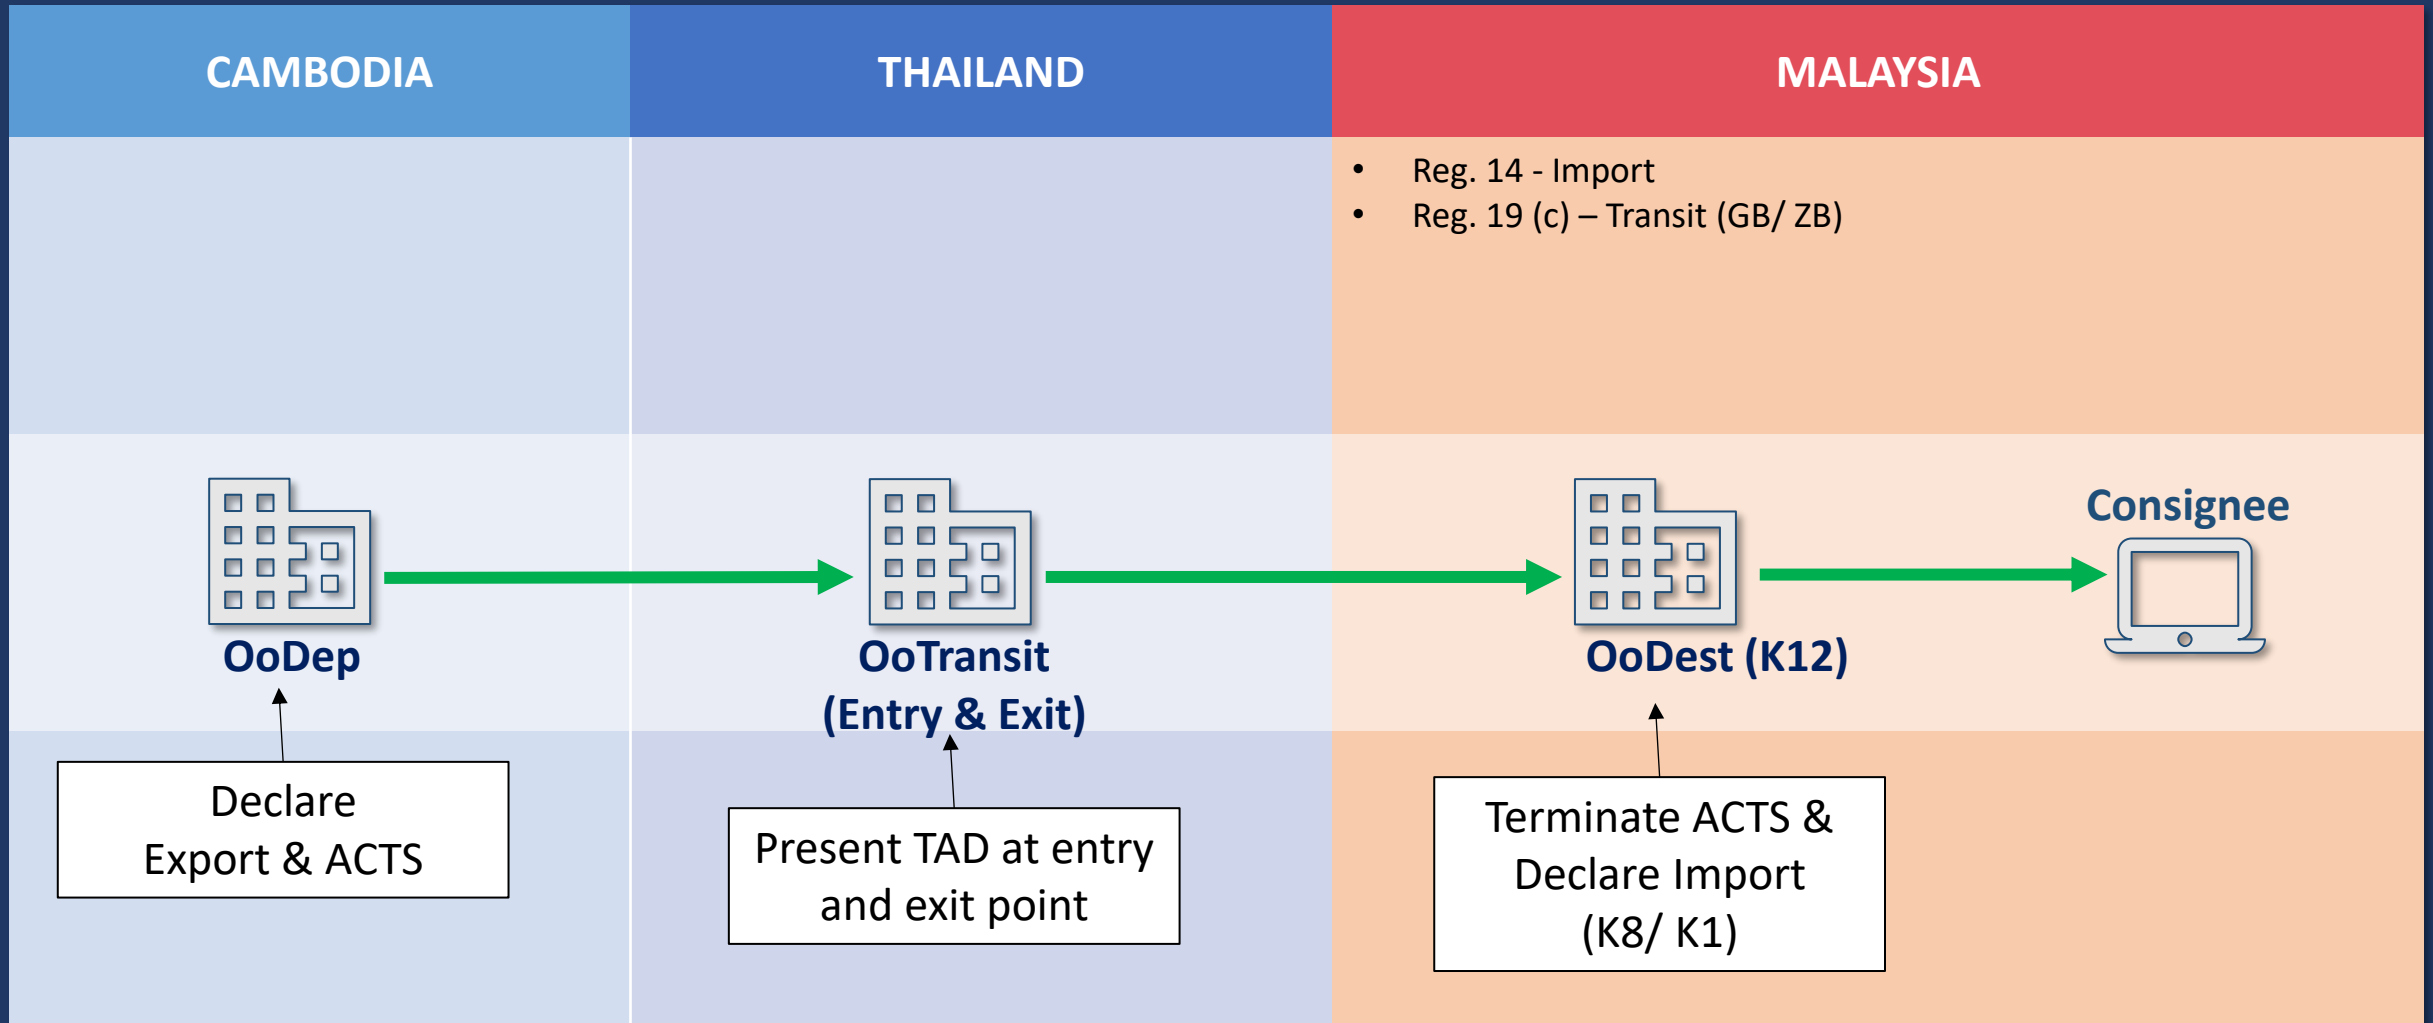 CAMBODIA
THAILAND
MALAYSIA
• Reg. 14 - Import
• Reg. 19 (c) – Transit (GB/ ZB)
OoDep
OoTransit
(Entry & Exit)
OoDest (K12)
Consignee
Declare
Export & ACTS
Present TAD at entry
and exit point
Terminate ACTS &
Declare Import
(K8/ K1)